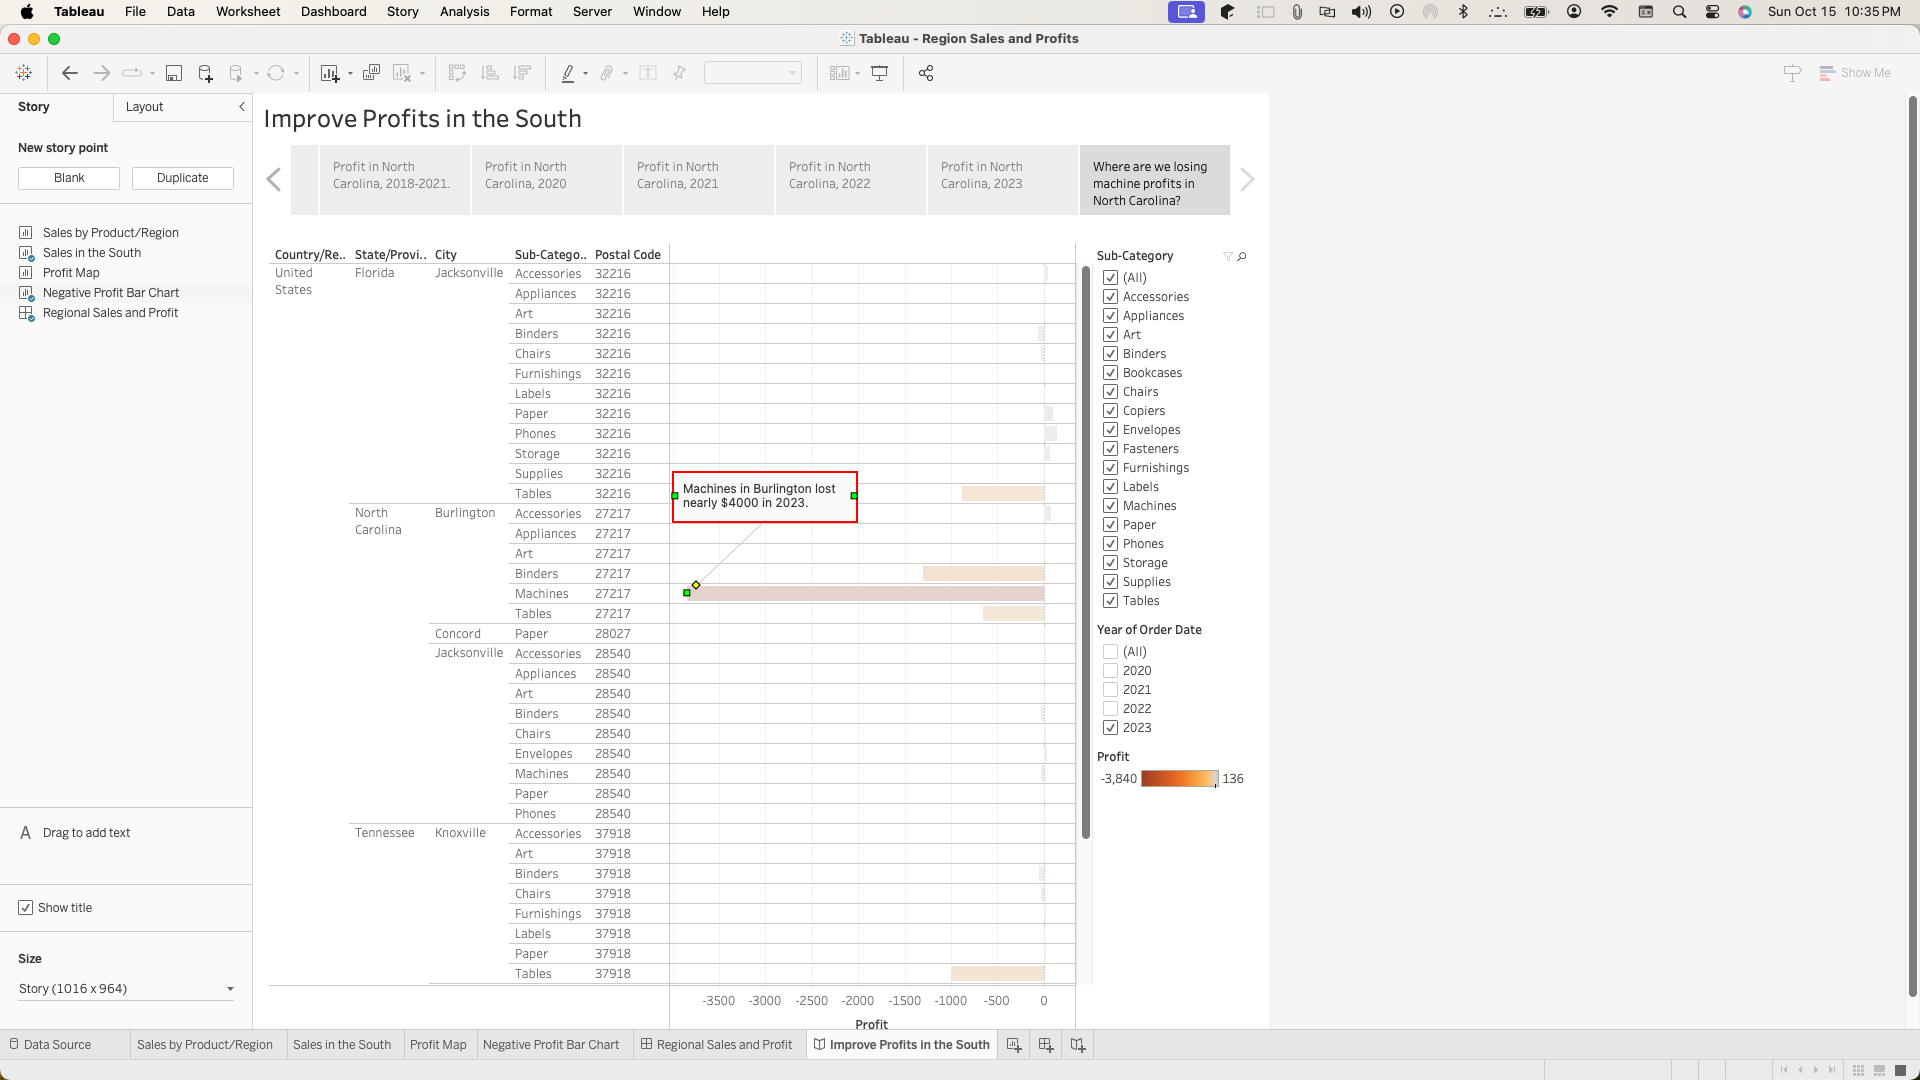 Tableau File Data Worksheet Dashboard Story Analysis Format Server Window Help Sun Oct 15 10:35 PM
Tableau - Region Sales and Profits
Show Me
Story Layout
New story point
Blank Duplicate
Sales by Product/Region
Sales in the South
Profit Map
Negative Profit Bar Chart
Regional Sales and Profit
A Drag to add text
Show title
Size
Story (1016 x 964)
Improve Profits in the South
Profit in North
Carolina, 2018-2021.
Profit in North
Carolina, 2020
Profit in North
Carolina, 2021
Profit in North
Carolina, 2022
Profit in North
Carolina, 2023
Where are we losing
machine profits in
North Carolina?
Country/Re.. State/Provi.. City Sub-Catego.. Postal Code
United States Florida Jacksonville Accessories 32216
Appliances 32216
Art 32216
Binders 32216
Chairs 32216
Furnishings 32216
Labels 32216
Paper 32216
Phones 32216
Storage 32216
Supplies 32216
Tables 32216
North Carolina Burlington Accessories 27217
Appliances 27217
Art 27217
Binders 27217
Machines 27217
Tables 27217
Concord Paper 28027
Jacksonville Accessories 28540
Appliances 28540
Art 28540
Binders 28540
Chairs 28540
Envelopes 28540
Machines 28540
Paper 28540
Phones 28540
Tennessee Knoxville Accessories 37918
Art 37918
Binders 37918
Chairs 37918
Furnishings 37918
Labels 37918
Paper 37918
Tables 37918
Machines in Burlington lost
nearly $4000 in 2023.
-3500 -3000 -2500 -2000 -1500 -1000 -500 0
Profit
Sub-Category
(All)
Accessories
Appliances
Art
Binders
Bookcases
Chairs
Copiers
Envelopes
Fasteners
Furnishings
Labels
Machines
Paper
Phones
Storage
Supplies
Tables
Year of Order Date
(All)
2020
2021
2022
2023
Profit
-3,840 136
Data Source Sales by Product/Region Sales in the South Profit Map Negative Profit Bar Chart Regional Sales and Profit Improve Profits in the South